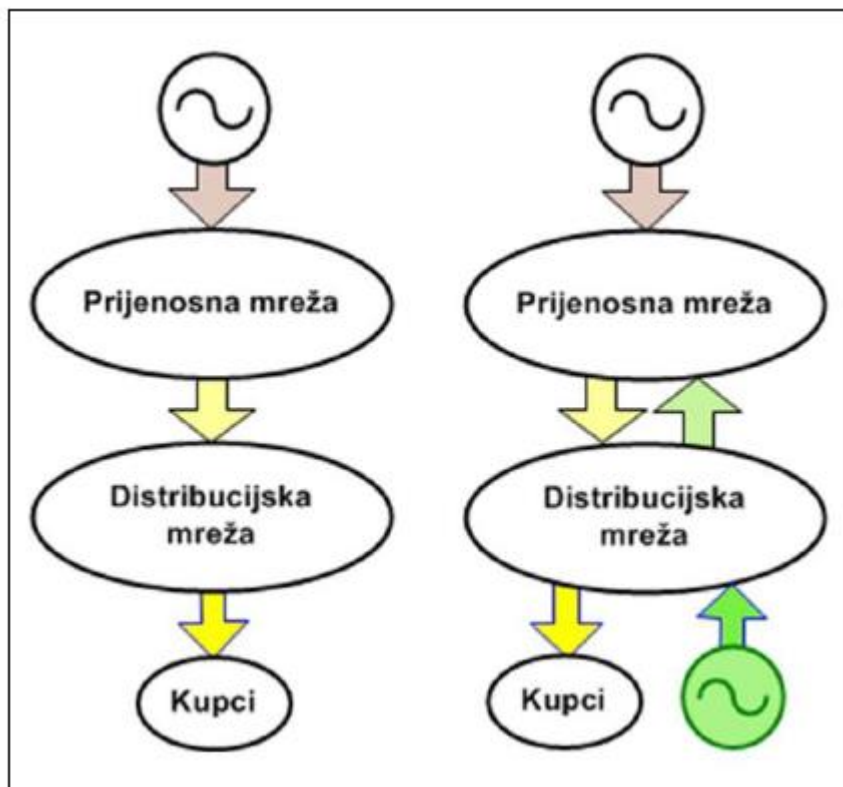 Prijenosna mreža
Distribucijska
mreža
Kupci
Prijenosna mreža
Distribucijska
mreža
Kupci